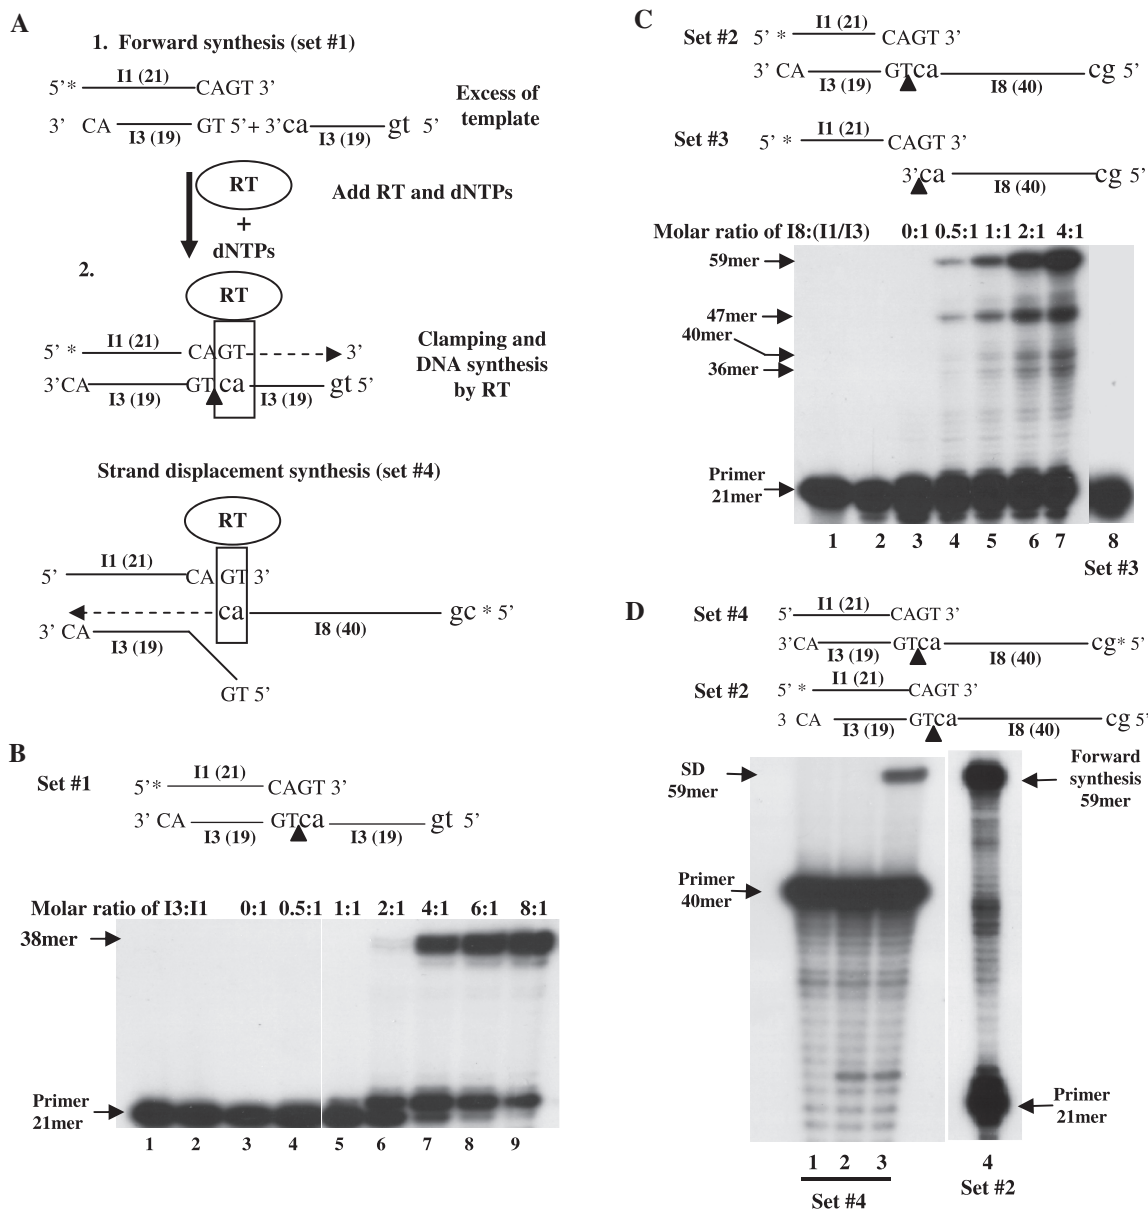 A
1. Forward synthesis (set #1)
I1 (21)
5’* CAGT 3’
3’ CA GT 5’+ 3’ca gt 5’
I3 (19) I3 (19)
Excess of
template
RT
+
dNTPs
Add RT and dNTPs
2.
RT
I1 (21)
5’ * CAGT 3’
3’CA GT ca gt 5’
I3 (19) I3 (19)
Clamping and
DNA synthesis
by RT
Strand displacement synthesis (set #4)
RT
I1 (21)
5’ CA GT 3’
ca gc * 5’
3’ CA I8 (40)
I3 (19)
GT 5’
B
Set #1
I1 (21)
5’* CAGT 3’
3’ CA GTca gt 5’
I3 (19) I3 (19)
Molar ratio of I3:I1 0:1 0.5:1 1:1 2:1 4:1 6:1 8:1
38mer
Primer
21mer
1 2 3 4 5 6 7 8 9
C
Set #2
I1 (21)
5’ * CAGT 3’
3’ CA GTca cg 5’
I3 (19) I8 (40)
Set #3
I1 (21)
5’ * CAGT 3’
3’ca cg 5’
I8 (40)
Molar ratio of I8:(I1/I3) 0:1 0.5:1 1:1 2:1 4:1
59mer
47mer
40mer
36mer
Primer
21mer
1 2 3 4 5 6 7 8
Set #3
D
Set #4
I1 (21)
5’ CAGT 3’
3’CA GTca cg* 5’
I3 (19) I8 (40)
Set #2
I1 (21)
5’ * CAGT 3’
3 CA GTca cg 5’
I3 (19) I8 (40)
SD
59mer
Primer
40mer
Forward
synthesis
59mer
Primer
21mer
1 2 3 4
Set #4 Set #2